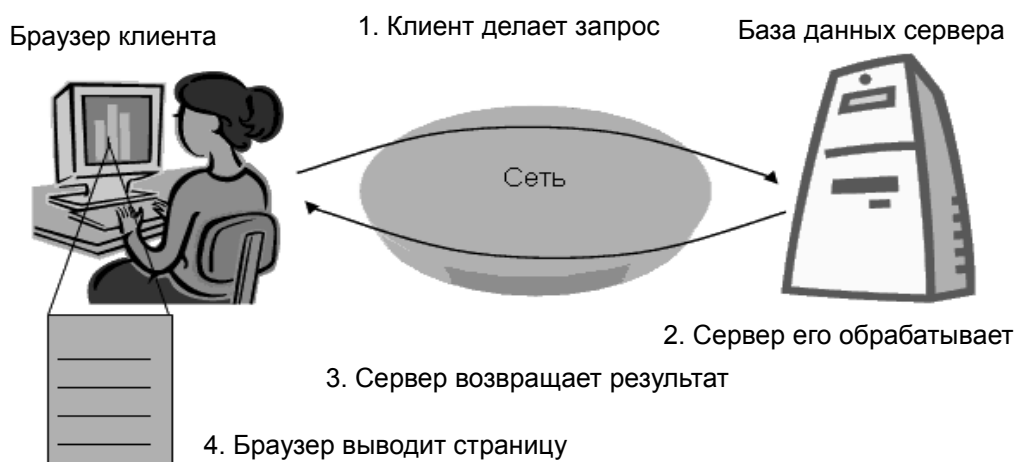 Браузер клиента
1. Клиент делает запрос
База данных сервера
Сеть
2. Сервер его обрабатывает
3. Сервер возвращает результат
4. Браузер выводит страницу